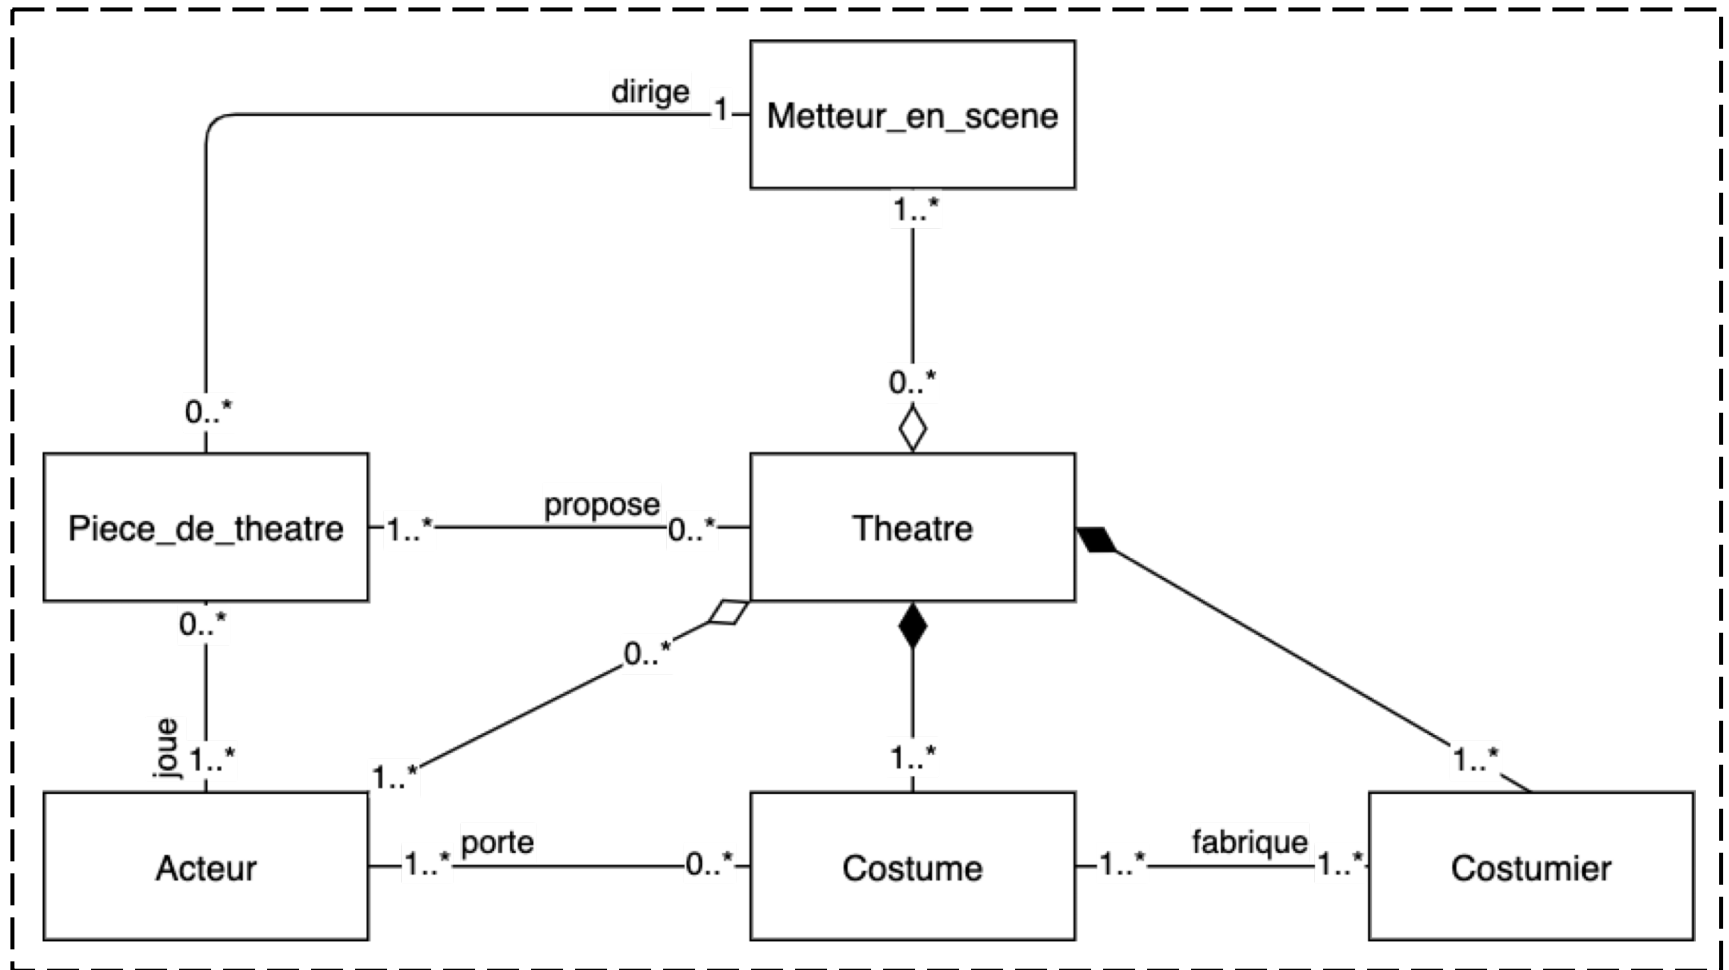 dirige
1
Metteur_en_scene
1..*
0..*
0..*
Piece_de_theatre
1..*
propose
0..*
Theatre
0..*
0..*
joue
1..*
1..*
1..*
1..*
Acteur
1..*
porte
0..*
Costume
1..*
fabrique
1..*
Costumier